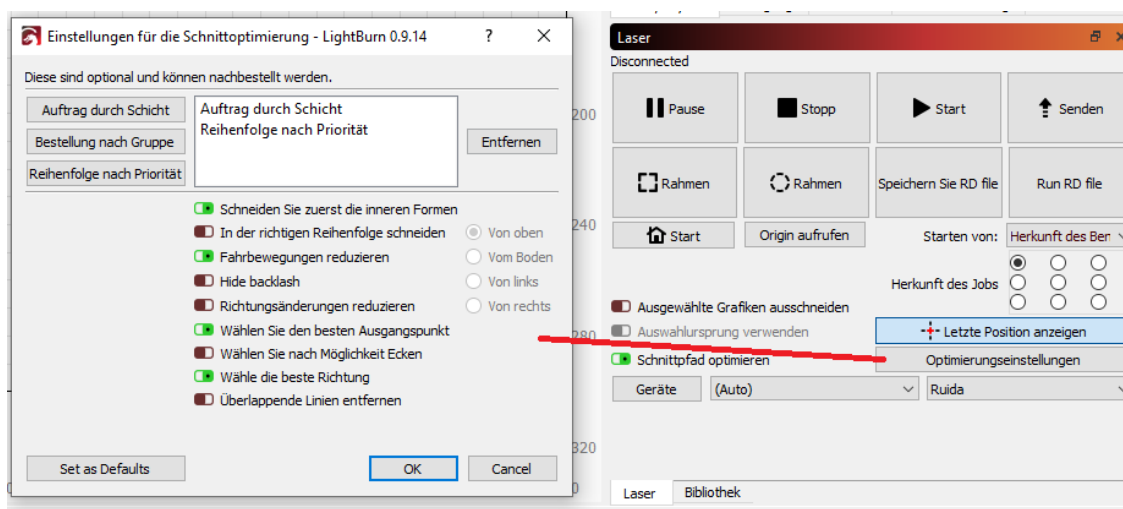 Einstellungen für die Schnittoptimierung - LightBurn 0.9.14
?
Diese sind optional und können nachbestellt werden.
Auftrag durch Schicht
Bestellung nach Gruppe
Reihenfolge nach Priorität
Auftrag durch Schicht
Reihenfolge nach Priorität
Entfernen
Schneiden Sie zuerst die inneren Formen
In der richtigen Reihenfolge schneiden
Fahrbewegungen reduzieren
Hide backlash
Richtungsänderungen reduzieren
Wählen Sie den besten Ausgangspunkt
Wählen Sie nach Möglichkeit Ecken
Wähle die beste Richtung
Überlappende Linien entfernen
Von oben
Vom Boden
Von links
Von rechts
Set as Defaults
OK
Cancel
200
240
280
320
Laser
Disconnected
Pause
Stopp
Start
Senden
Rahmen
Rahmen
Speichern Sie RD file
Run RD file
Start
Origin aufrufen
Starten von:
Herkunft des Ber
Herkunft des Jobs
Ausgewählte Grafiken ausschneiden
Auswahlursprung verwenden
Letzte Position anzeigen
Schnittpfad optimieren
Optimierungseinstellungen
Geräte
(Auto)
Ruida
Laser
Bibliothek